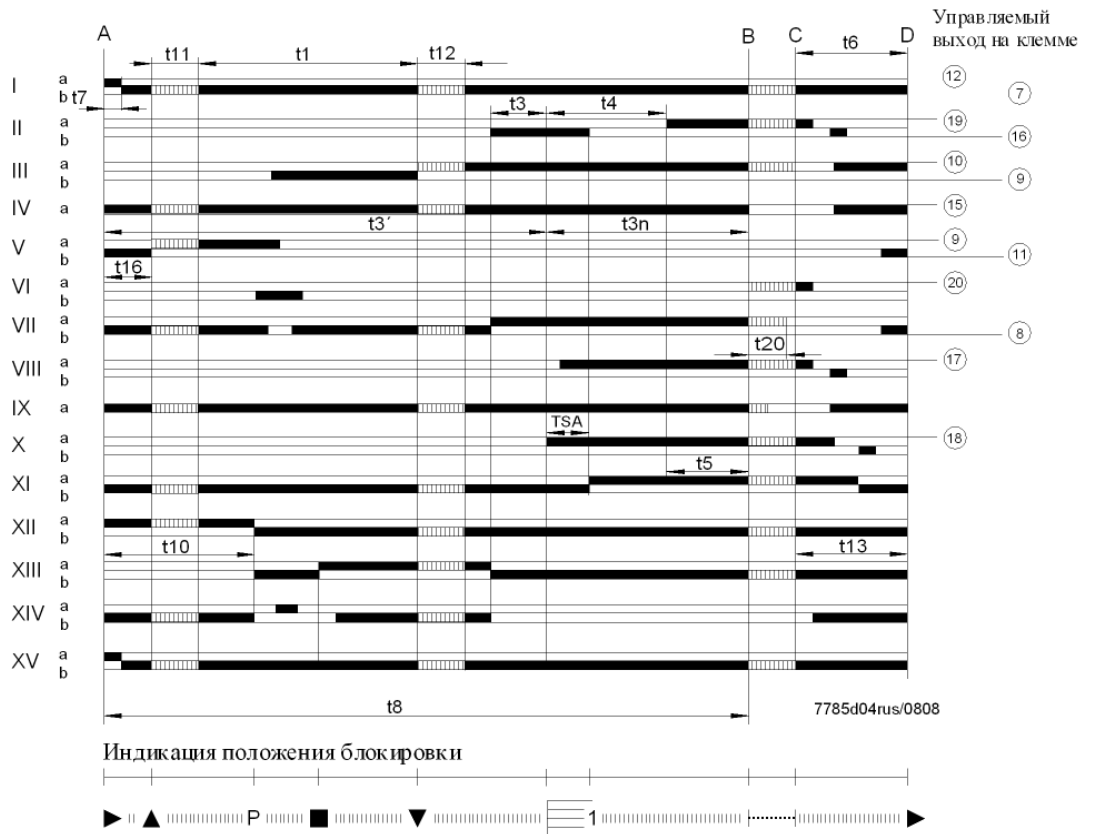 Управляемый
выход на клемме
A B C t6 D
t11 t1 t12
I a b t7 12 7
II a b t3 t4 19 16
III a b 10 9
IV a 15
t3′ t3n
V a b 9 11
t16
VI a b 20
VII a b 8
t20
VIII a b 17
IX a
TSA
X a b 18
t5
XI a b
XII a b
t10 t13
XIII a b
XIV a b
XV a b
t8
7785d04rus/0808
Индикация положения блокировки
P 1